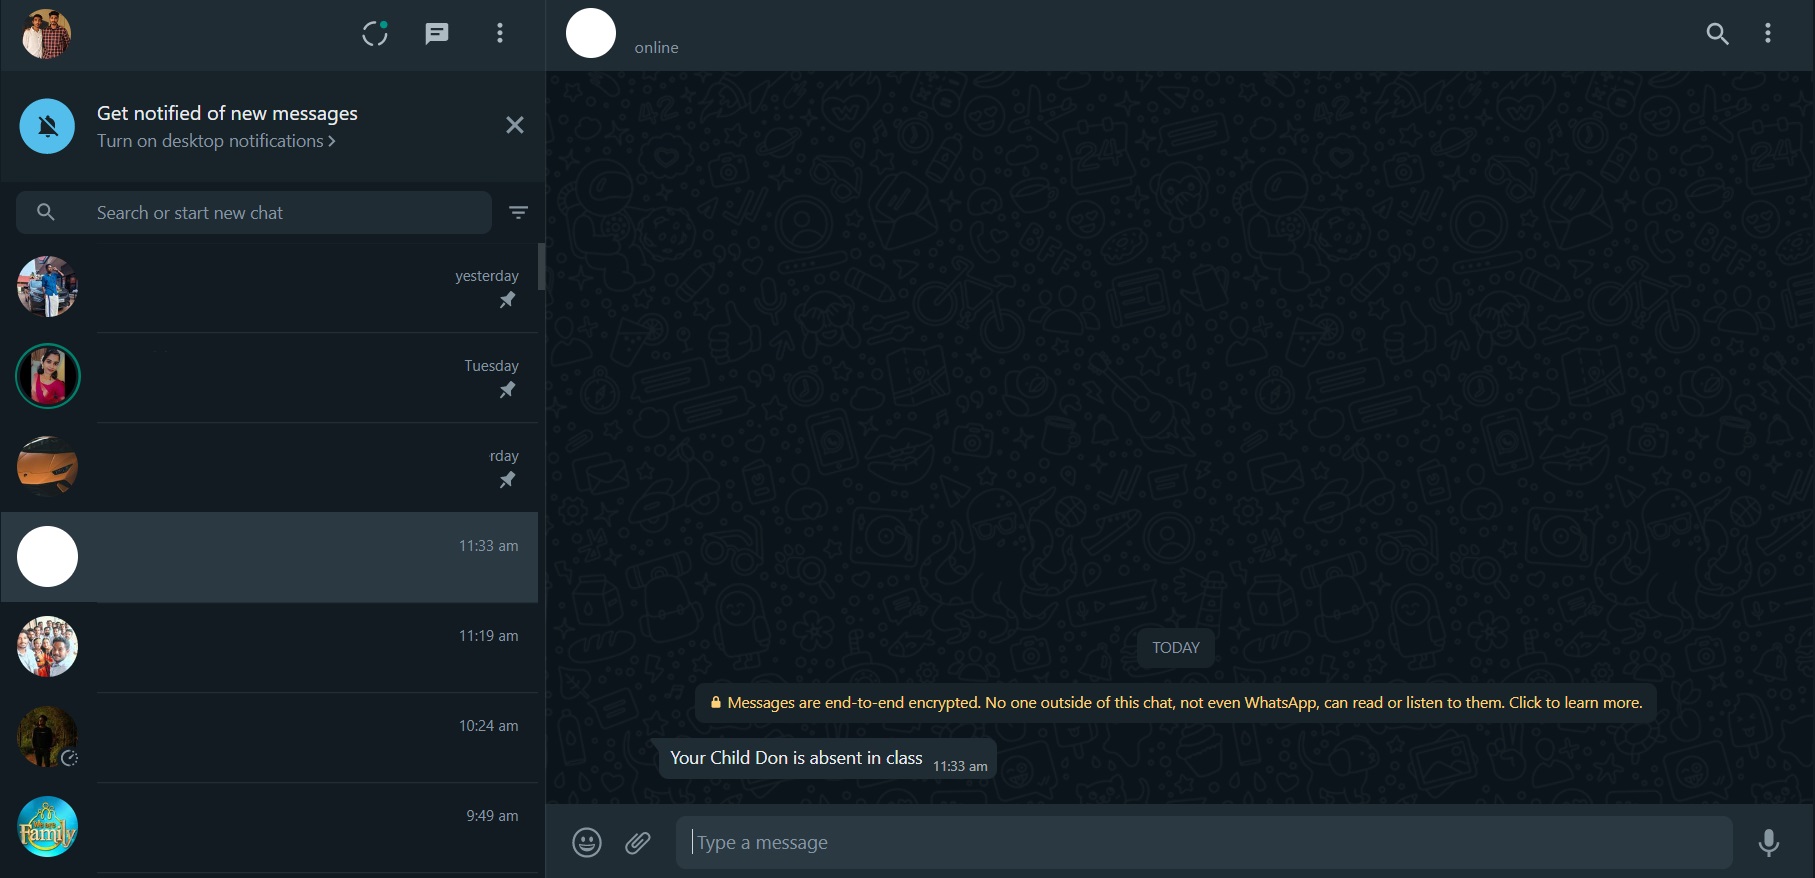 online
Get notified of new messages
Turn on desktop notifications
Search or start new chat
yesterday
Tuesday
rday
11:33 am
11:19 am
10:24 am
9:49 am
Family
TODAY
Messages are end-to-end encrypted. No one outside of this chat, not even WhatsApp, can read or listen to them. Click to learn more.
Your Child Don is absent in class 11:33 am
Type a message